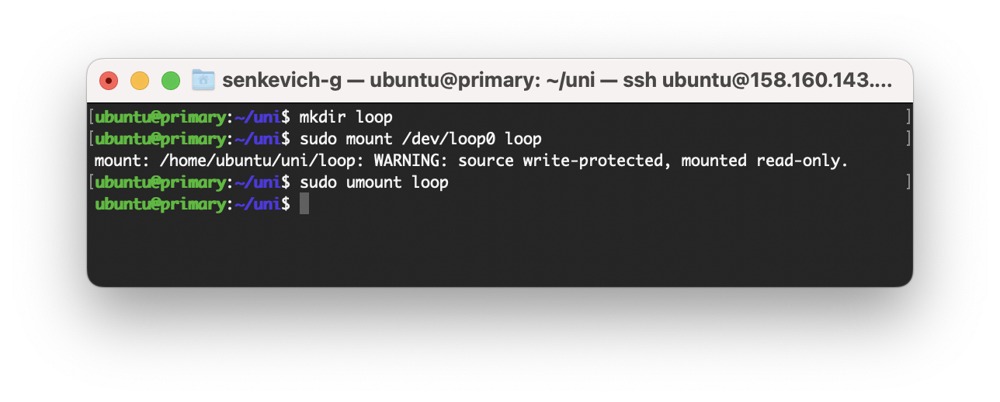 senkevich-g — ubuntu@primary: ~/uni — ssh ubuntu@158.160.143....
[ubuntu@primary:~/uni$ mkdir loop ]
[ubuntu@primary:~/uni$ sudo mount /dev/loop0 loop ]
mount: /home/ubuntu/uni/loop: WARNING: source write-protected, mounted read-only.
[ubuntu@primary:~/uni$ sudo umount loop ]
ubuntu@primary:~/uni$